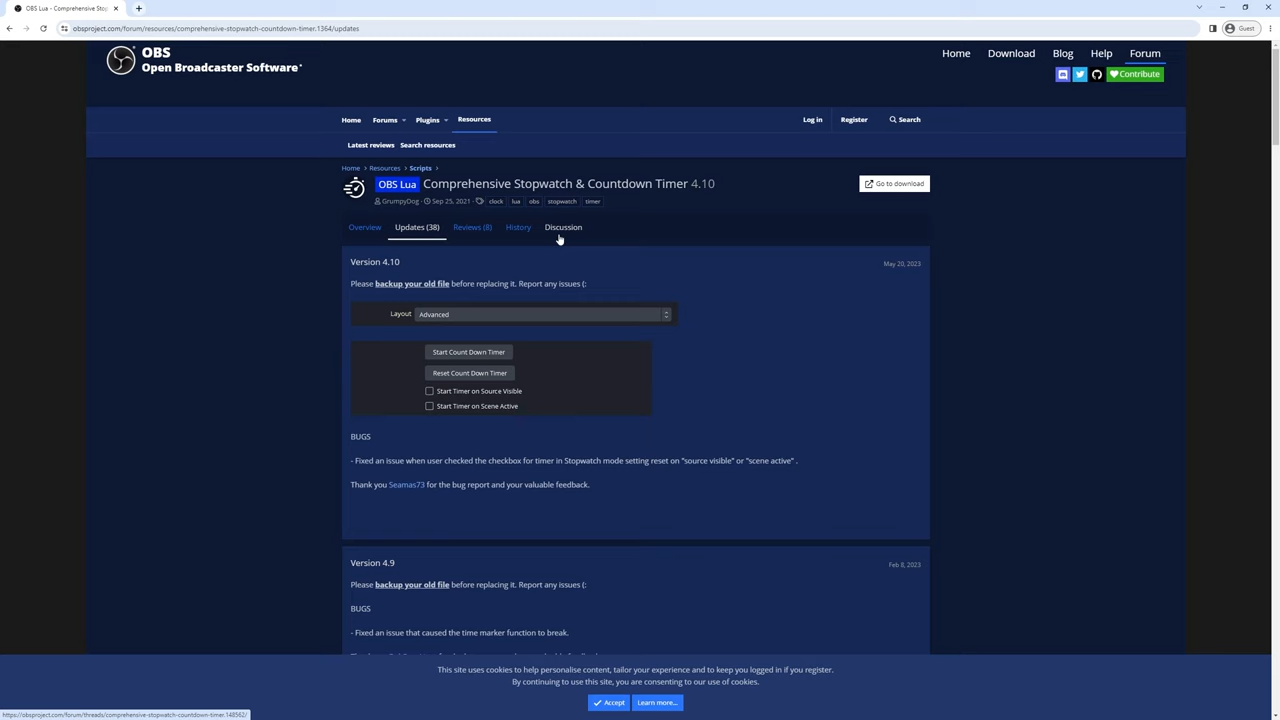 OBS Lua - Comprehensive Stopw
Guest
obsproject.com/forum/resources/comprehensive-stopwatch-countdown-timer.1364/updates
OBS
Open Broadcaster Software
Home Download Blog Help Forum
Contribute
Home Forums Plugins Resources Log in Register Search
Latest reviews Search resources
Home Resources Scripts
OBS Lua Comprehensive Stopwatch & Countdown Timer 4.10
Go to download
GrumpyDog Sep 25, 2021 clock lua obs stopwatch timer
Overview Updates (38) Reviews (8) History Discussion
Version 4.10
May 20, 2023
Please backup your old file before replacing it. Report any issues (:
Layout Advanced
Start Count Down Timer
Reset Count Down Timer
Start Timer on Source Visible
Start Timer on Scene Active
BUGS
- Fixed an issue when user checked the checkbox for timer in Stopwatch mode setting reset on "source visible" or "scene active" .
Thank you Seamas73 for the bug report and your valuable feedback.
Version 4.9
Feb 8, 2023
Please backup your old file before replacing it. Report any issues (:
BUGS
- Fixed an issue that caused the time marker function to break.
This site uses cookies to help personalise content, tailor your experience and to keep you logged in if you register.
By continuing to use this site, you are consenting to our use of cookies.
Accept Learn more...
https://obsproject.com/forum/threads/comprehensive-stopwatch-countdown-timer.148562/